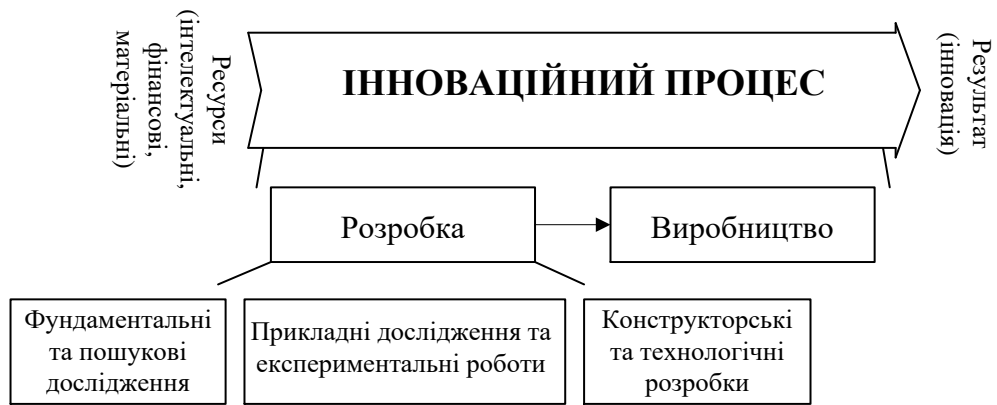 Ресурси
(інтелектуальні,
фінансові,
матеріальні)
ІННОВАЦІЙНИЙ ПРОЦЕС
Результат
(інновація)
Розробка
Виробництво
Фундаментальні
та пошукові
дослідження
Прикладні дослідження та
експериментальні роботи
Конструкторські
та технологічні
розробки